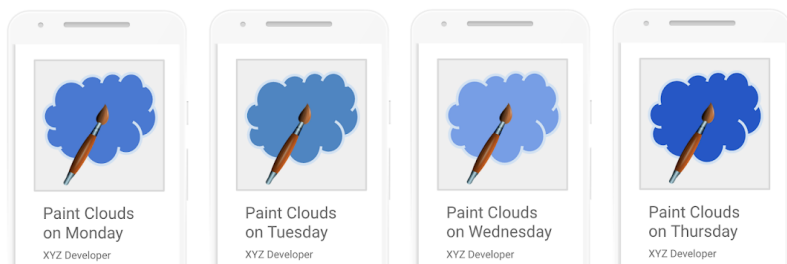 Paint Clouds
on Monday
XYZ Developer
Paint Clouds
on Tuesday
XYZ Developer
Paint Clouds
on Wednesday
XYZ Developer
Paint Clouds
on Thursday
XYZ Developer